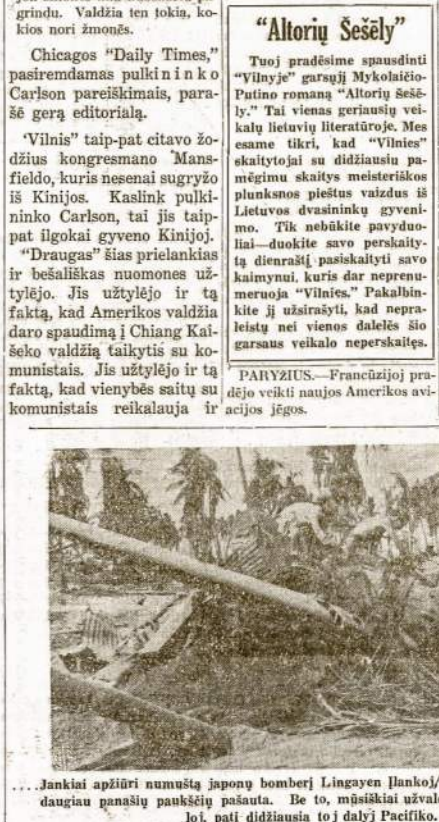 grindu. Valdžia ten tokią, ko-
kios nori žmonės.
Chicagos “Daily Times,”
pasiremdamas pulkininko
Carlson pareiškimais, para-
šė gerą editorialą.
'Vilnis” taip-pat citavo žo-
džius kongresmano 'Mans-
fieldo, kuris nesenai sugryžo
iš Kinijos. Kaslink pulki-
ninko Carlson, tai jis taip-
pat ilgokai gyveno Kinijoj.
“Draugas” šias prielankias
ir bešališkas nuomones už-
tylėjo. Jis užtylėjo ir tą
faktą, kad Amerikos valdžia
daro spaudimą į Chiang Kai-
šeko valdžią taikytis su ko-
munistais. Jis užtylėjo ir tą
faktą, kad vienybės saitų su
komunistais reikalauja ir
“Altorių Šešėly”
Tuoj pradėsime spausdinti
“Vilnyje” garsųjį Mykolaičio-
Putino romaną “Altorių Šešė-
ly.” Tai vienas geriausių vei-
kalų lietuvių literatūroje. Mes
esame tikri, kad “Vilnies”
skaitytojai su didžiausiu pa-
mėgimu skaitys meisteriškos
plunksnos pieštus vaizdus iš
Lietuvos dvasininkų gyveni-
mo. Tik nebūkite pavyduo-
liai—duokite savo perskaity-
tą dienraštį pasiskaityti savo
kaimynui, kuris dar neprenu-
meruoja “Vilnies.” Pakalbin-
kite jį užsirašyti, kad nepra-
leistų nei vienos dalelės šio
garsaus veikalo neperskaitęs.
PARYŽIUS.—Francūzijoj pra-
dėjo veikti naujos Amerikos avi-
acijos jėgos.
....Jankiai apžiūri numuštą japonų bomberį Lingayen Įlankoj
daugiau panašių paukščių pašauta. Be to, mūsiškiai užval
loj, pati didžiausia toj dalyj Pacifiko.